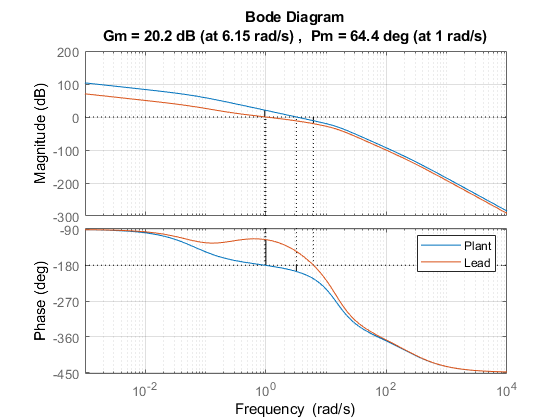 Bode Diagram
Gm = 20.2 dB (at 6.15 rad/s) , Pm = 64.4 deg (at 1 rad/s)
Magnitude (dB)
200
100
0
-100
-200
-300
Phase (deg)
-90
-180
-270
-360
-450
Plant
Lead
10^-2
10^0
10^2
10^4
Frequency (rad/s)